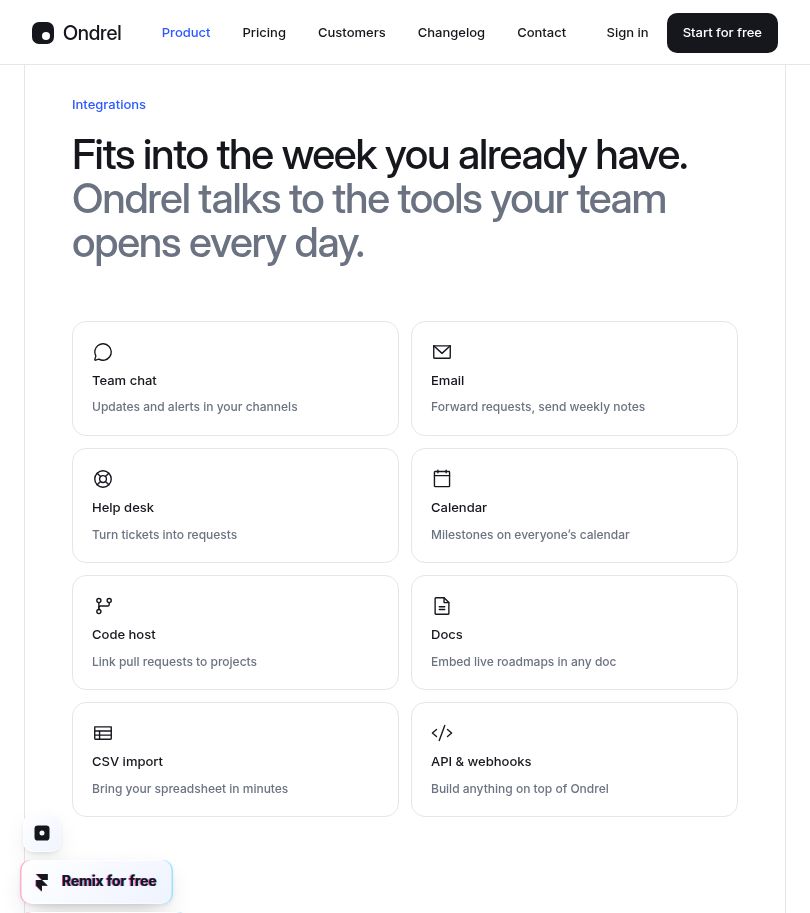 Ondrel
Product
Pricing
Customers
Changelog
Contact
Sign in
Start for free
Integrations
Fits into the week you already have.
Ondrel talks to the tools your team
opens every day.
Team chat
Updates and alerts in your channels
Email
Forward requests, send weekly notes
Help desk
Turn tickets into requests
Calendar
Milestones on everyone’s calendar
Code host
Link pull requests to projects
Docs
Embed live roadmaps in any doc
CSV import
Bring your spreadsheet in minutes
API & webhooks
Build anything on top of Ondrel
Remix for free